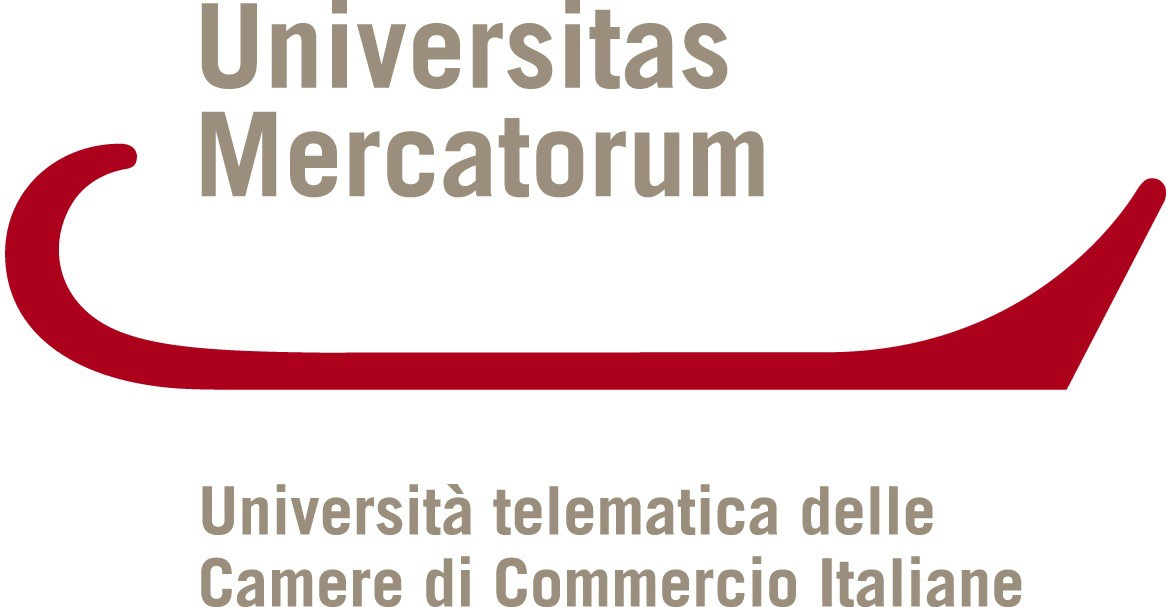 Universitas
Mercatorum
Università telematica delle
Camere di Commercio Italiane